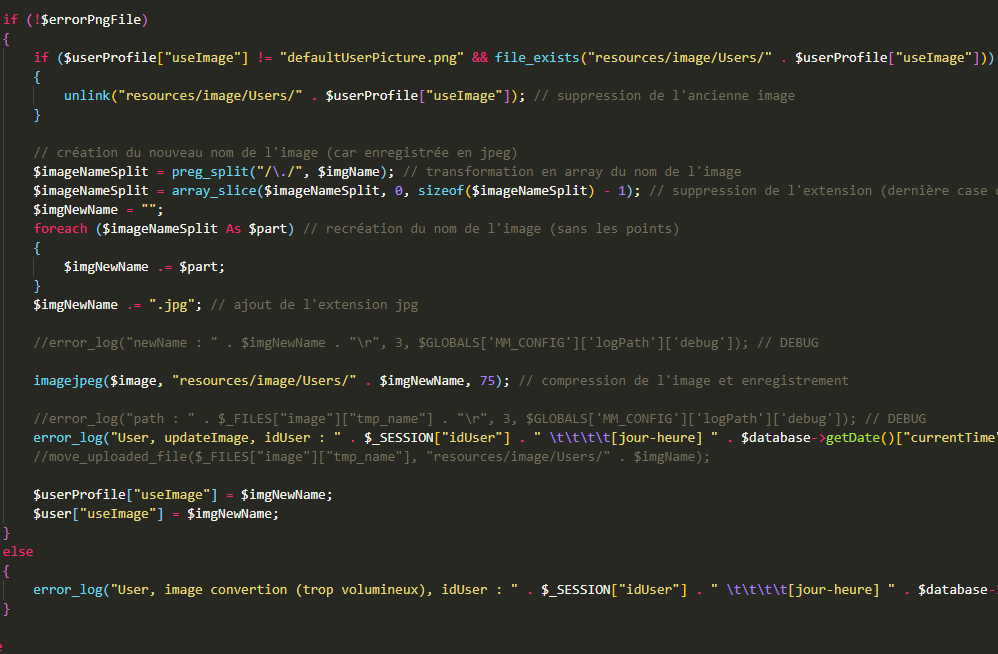 if (!$errorPngFile)
{
if ($userProfile["useImage"] != "defaultUserPicture.png" && file_exists("resources/image/Users/" . $userProfile["useImage"]))
{
unlink("resources/image/Users/" . $userProfile["useImage"]); // suppression de l'ancienne image
}
// création du nouveau nom de l'image (car enregistrée en jpeg)
$imageNameSplit = preg_split("/\./", $imgName); // transformation en array du nom de l'image
$imageNameSplit = array_slice($imageNameSplit, 0, sizeof($imageNameSplit) - 1); // suppression de l'extension (dernière case
$imgNewName = "";
foreach ($imageNameSplit As $part) // recréation du nom de l'image (sans les points)
{
$imgNewName .= $part;
}
$imgNewName .= ".jpg"; // ajout de l'extension jpg
//error_log("newName : " . $imgNewName . "\r", 3, $GLOBALS['MM_CONFIG']['logPath']['debug']); // DEBUG
imagejpeg($image, "resources/image/Users/" . $imgNewName, 75); // compression de l'image et enregistrement
//error_log("path : " . $_FILES["image"]["tmp_name"] . "\r", 3, $GLOBALS['MM_CONFIG']['logPath']['debug']); // DEBUG
error_log("User, updateImage, idUser : " . $_SESSION["idUser"] . " \t\t\t\t[jour-heure] " . $database->getDate()["currentTime"
//move_uploaded_file($_FILES["image"]["tmp_name"], "resources/image/Users/" . $imgName);
$userProfile["useImage"] = $imgNewName;
$user["useImage"] = $imgNewName;
}
else
{
error_log("User, image convertion (trop volumineux), idUser : " . $_SESSION["idUser"] . " \t\t\t\t[jour-heure] " . $database-
}